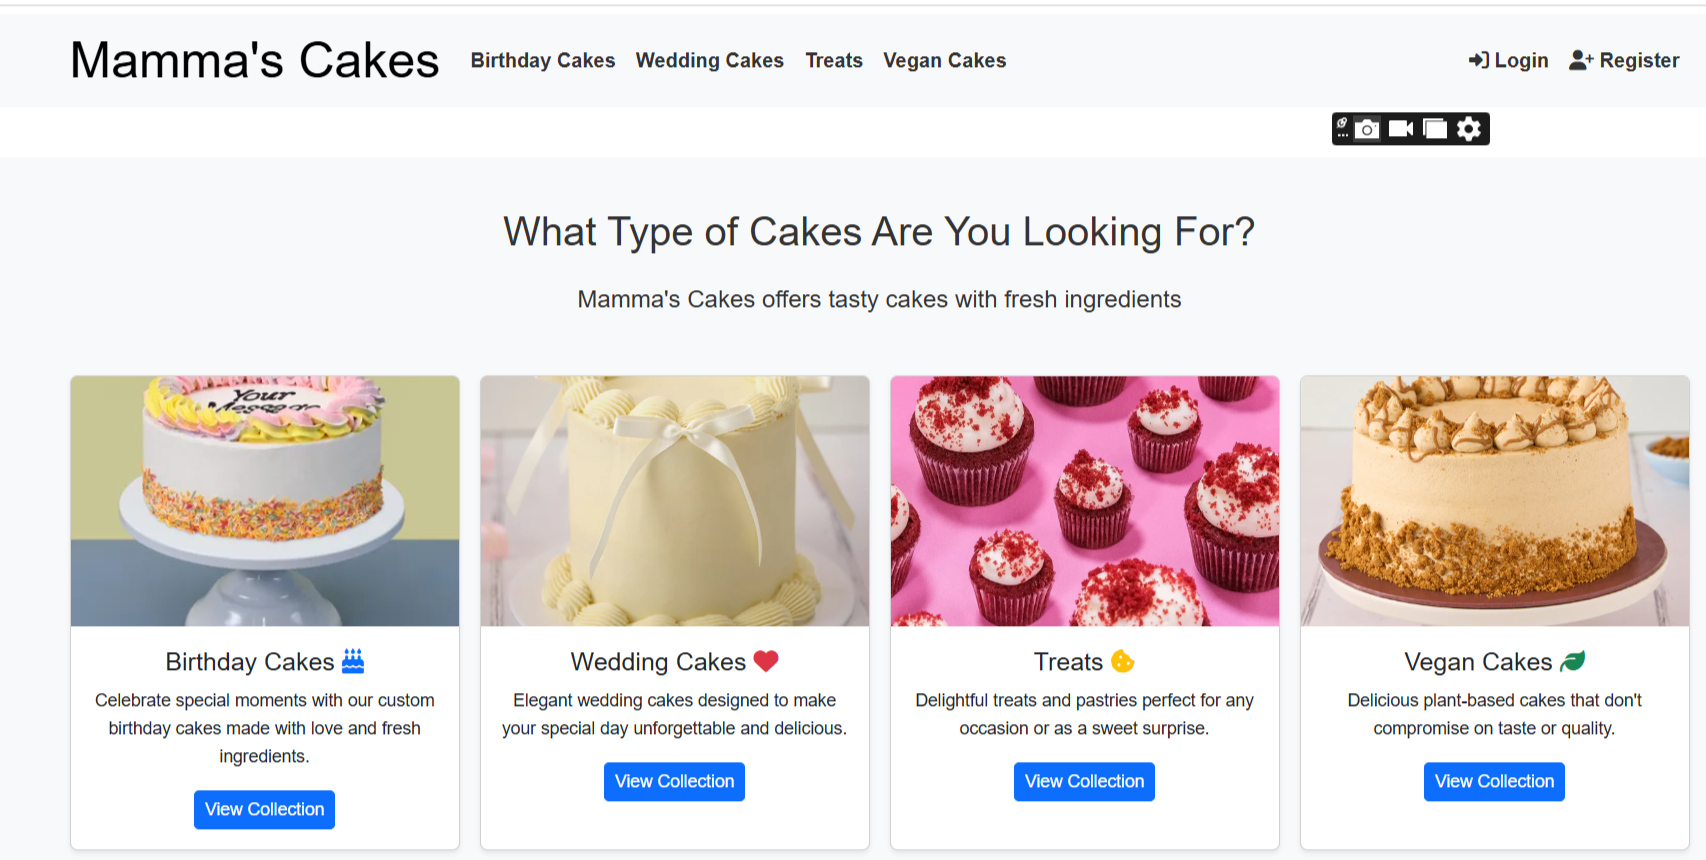 Mamma's Cakes
Birthday Cakes
Wedding Cakes
Treats
Vegan Cakes
Login
Register
What Type of Cakes Are You Looking For?
Mamma's Cakes offers tasty cakes with fresh ingredients
Your
Message
Birthday Cakes
Celebrate special moments with our custom
birthday cakes made with love and fresh
ingredients.
View Collection
Wedding Cakes
Elegant wedding cakes designed to make
your special day unforgettable and delicious.
View Collection
Treats
Delightful treats and pastries perfect for any
occasion or as a sweet surprise.
View Collection
Vegan Cakes
Delicious plant-based cakes that don't
compromise on taste or quality.
View Collection